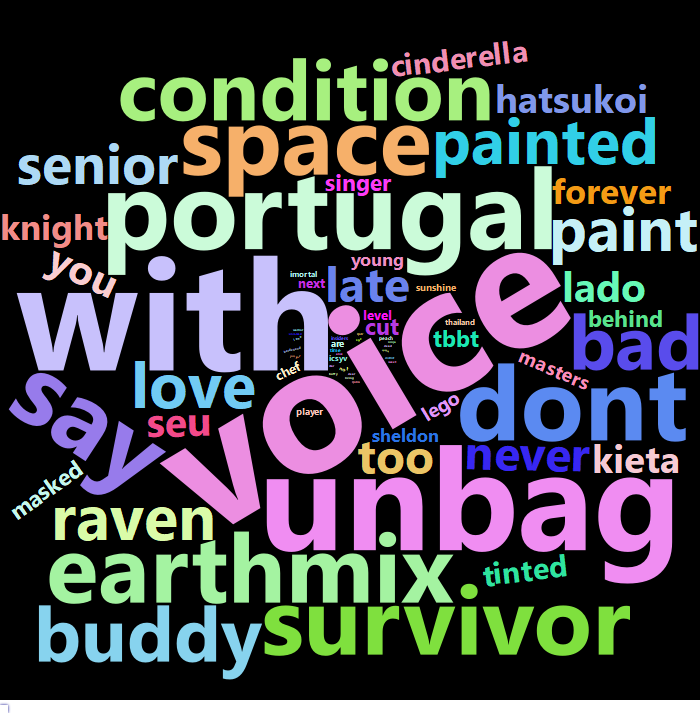 cinderella
condition
hatsukoi
space
painted
senior
singer
portugal
forever
knight
paint
you
young
imortal
next
with
late
sunshine
lado
voice
level
cut
behind
thailand
tbbt
bad
are
icsyv
chef
masters
love
say
dont
player
lego
seu
sheldon
too
never
kieta
masked
unbag
raven
earthmix
tinted
buddy
survivor